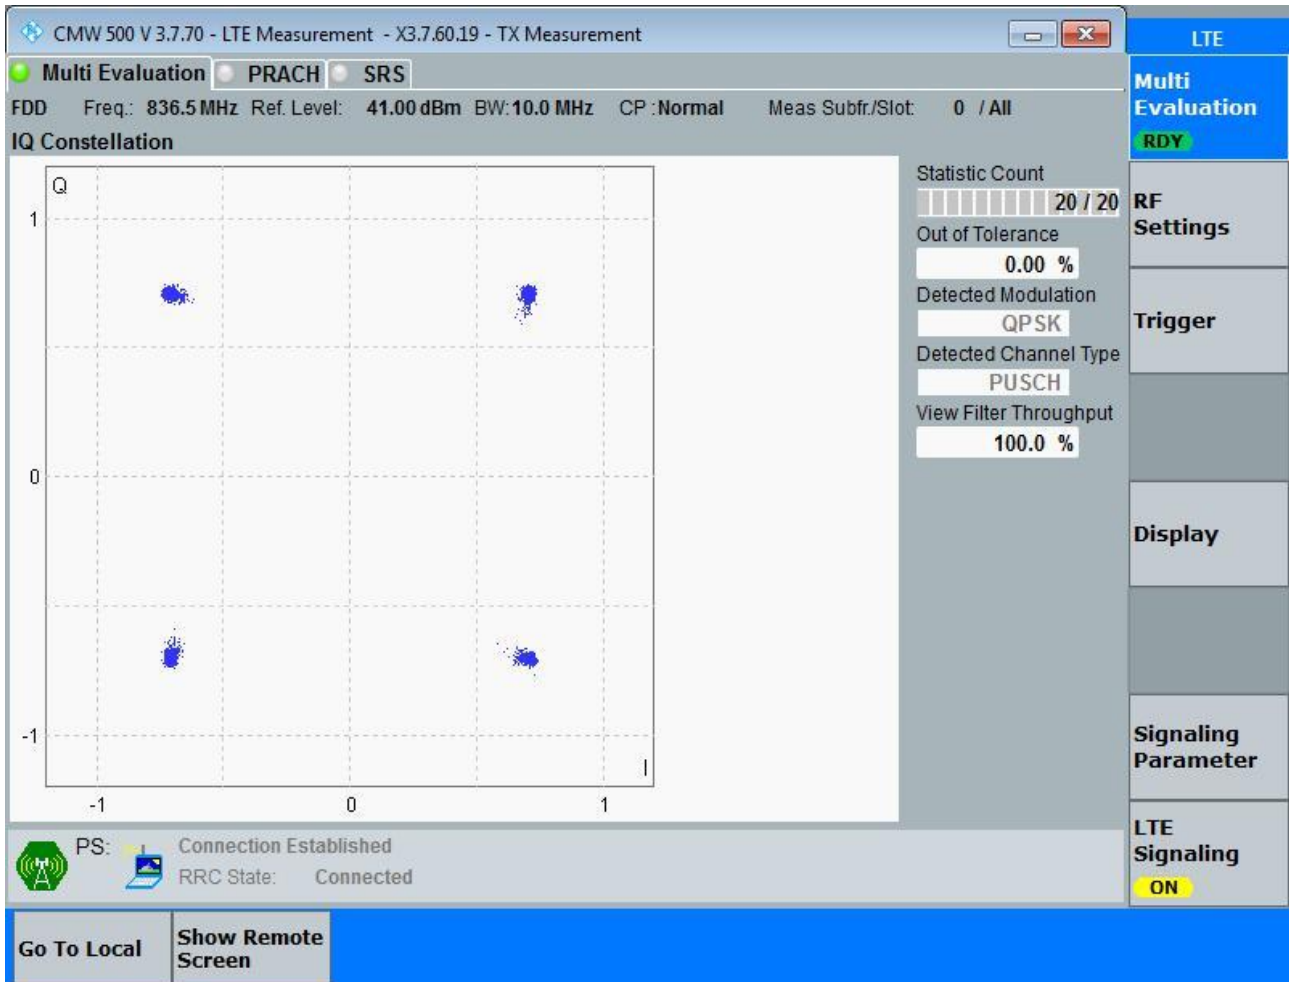 CMW 500 V 3.7.70 - LTE Measurement - X3.7.60.19 - TX Measurement
LTE
Multi Evaluation PRACH SRS
FDD Freq.: 836.5 MHz Ref. Level: 41.00 dBm BW: 10.0 MHz CP : Normal Meas Subfr./Slot: 0 / All
IQ Constellation
Q
1
0
-1
I
-1 0 1
Statistic Count
20 / 20
Out of Tolerance
0.00 %
Detected Modulation
QPSK
Detected Channel Type
PUSCH
View Filter Throughput
100.0 %
Multi
Evaluation
RDY
RF
Settings
Trigger
Display
Signaling
Parameter
LTE
Signaling
ON
PS: Connection Established
RRC State: Connected
Go To Local
Show Remote
Screen